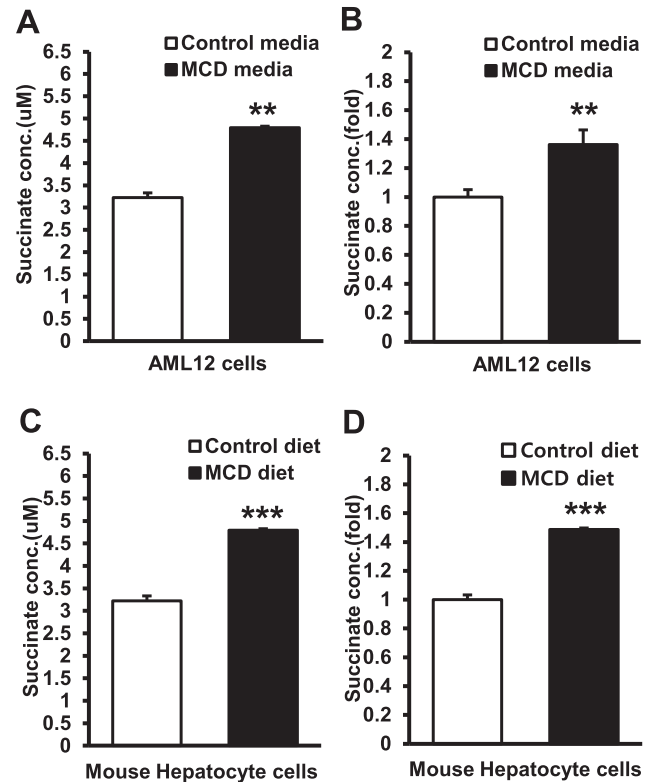 A
Succinate conc.(uM)
6.5
6
5.5
5
4.5
4
3.5
3
2.5
2
1.5
1
0.5
0
Control media
MCD media
**
AML12 cells
B
Succinate conc.(fold)
2
1.8
1.6
1.4
1.2
1
0.8
0.6
0.4
0.2
0
Control media
MCD media
**
AML12 cells
C
Succinate conc.(uM)
6.5
6
5.5
5
4.5
4
3.5
3
2.5
2
1.5
1
0.5
0
Control diet
MCD diet
***
Mouse Hepatocyte cells
D
Succinate conc.(fold)
2
1.8
1.6
1.4
1.2
1
0.8
0.6
0.4
0.2
0
Control diet
MCD diet
***
Mouse Hepatocyte cells